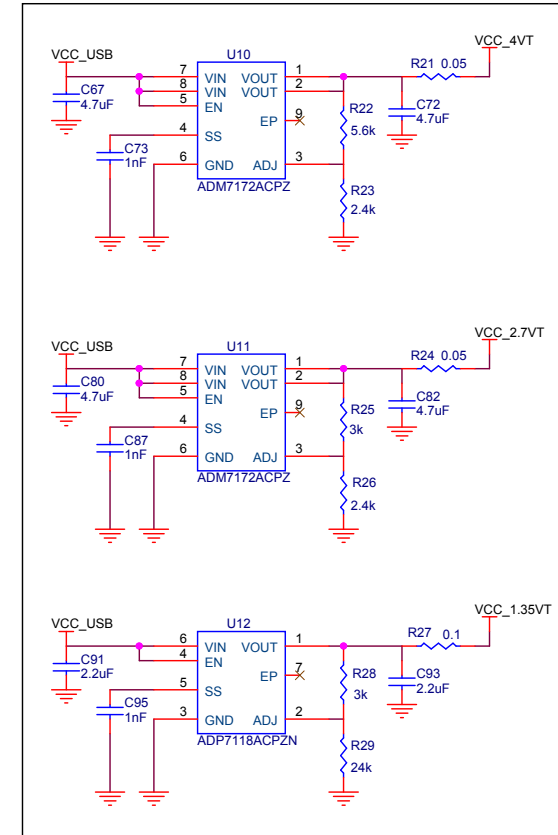 VCC_4VT
VCC_USB U10 R21 0.05
7 VIN VOUT 1
8 VIN VOUT 2
5 EN
C67
4.7uF
EP 9
R22
5.6k
C72
4.7uF
4 SS
C73
1nF
6 GND ADJ 3
R23
2.4k
ADM7172ACPZ
VCC_2.7VT
VCC_USB U11 R24 0.05
7 VIN VOUT 1
8 VIN VOUT 2
5 EN
C80
4.7uF
EP 9
R25
3k
C82
4.7uF
4 SS
C87
1nF
6 GND ADJ 3
R26
2.4k
ADM7172ACPZ
VCC_1.35VT
VCC_USB U12 R27 0.1
6 VIN VOUT 1
4 EN
C91
2.2uF
EP 7
R28
3k
C93
2.2uF
5 SS
C95
1nF
3 GND ADJ 2
R29
24k
ADP7118ACPZN